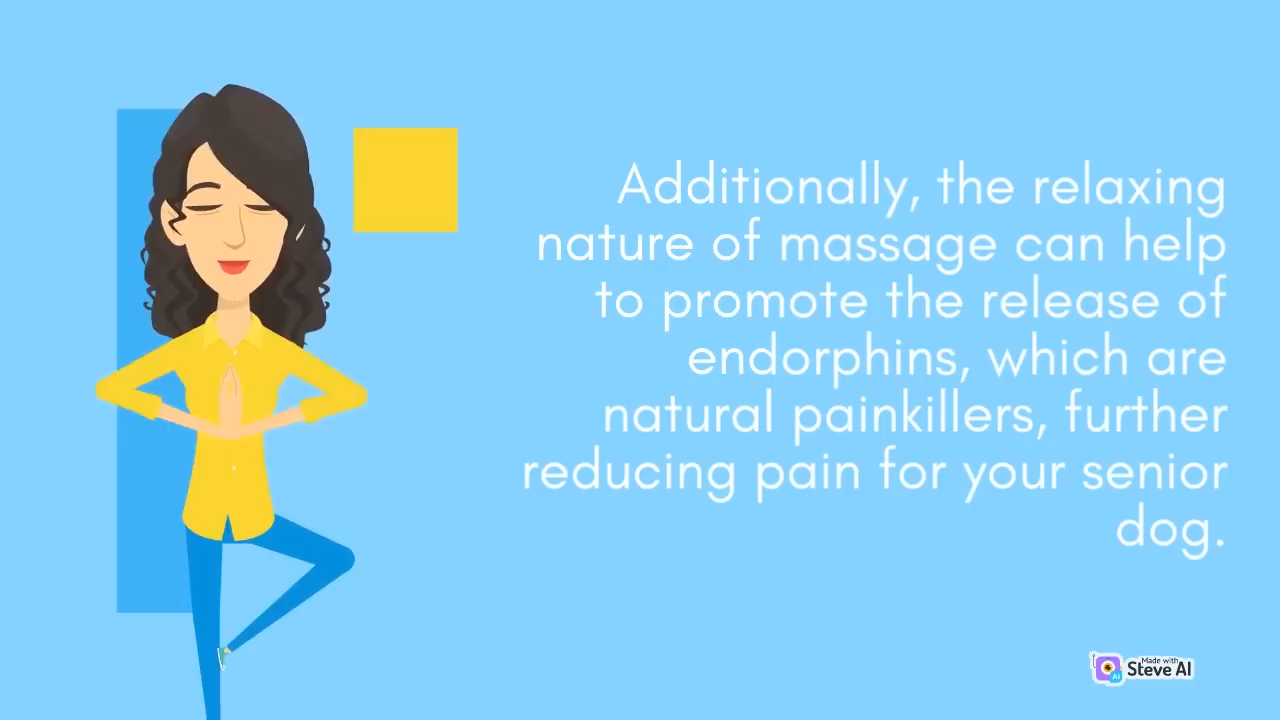 Additionally, the relaxing
nature of massage can help
to promote the release of
endorphins, which are
natural painkillers, further
reducing pain for your senior
dog.
Made with
Steve AI
AI